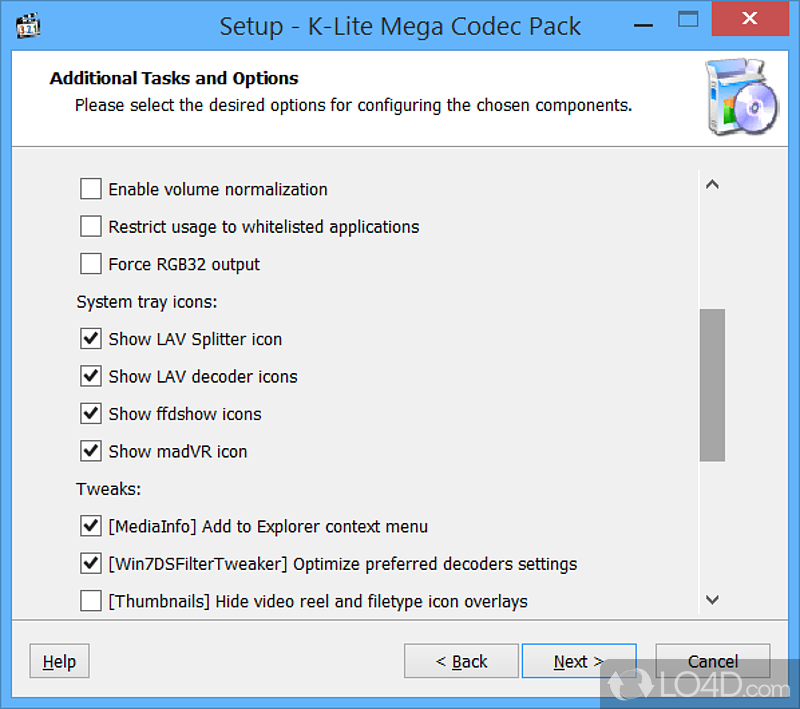 Setup - K-Lite Mega Codec Pack
Additional Tasks and Options
Please select the desired options for configuring the chosen components.
Enable volume normalization
Restrict usage to whitelisted applications
Force RGB32 output
System tray icons:
Show LAV Splitter icon
Show LAV decoder icons
Show ffdshow icons
Show madVR icon
Tweaks:
[MediaInfo] Add to Explorer context menu
[Win7DSFilterTweaker] Optimize preferred decoders settings
[Thumbnails] Hide video reel and filetype icon overlays
Help
< Back
Next >
Cancel
LO4D.com